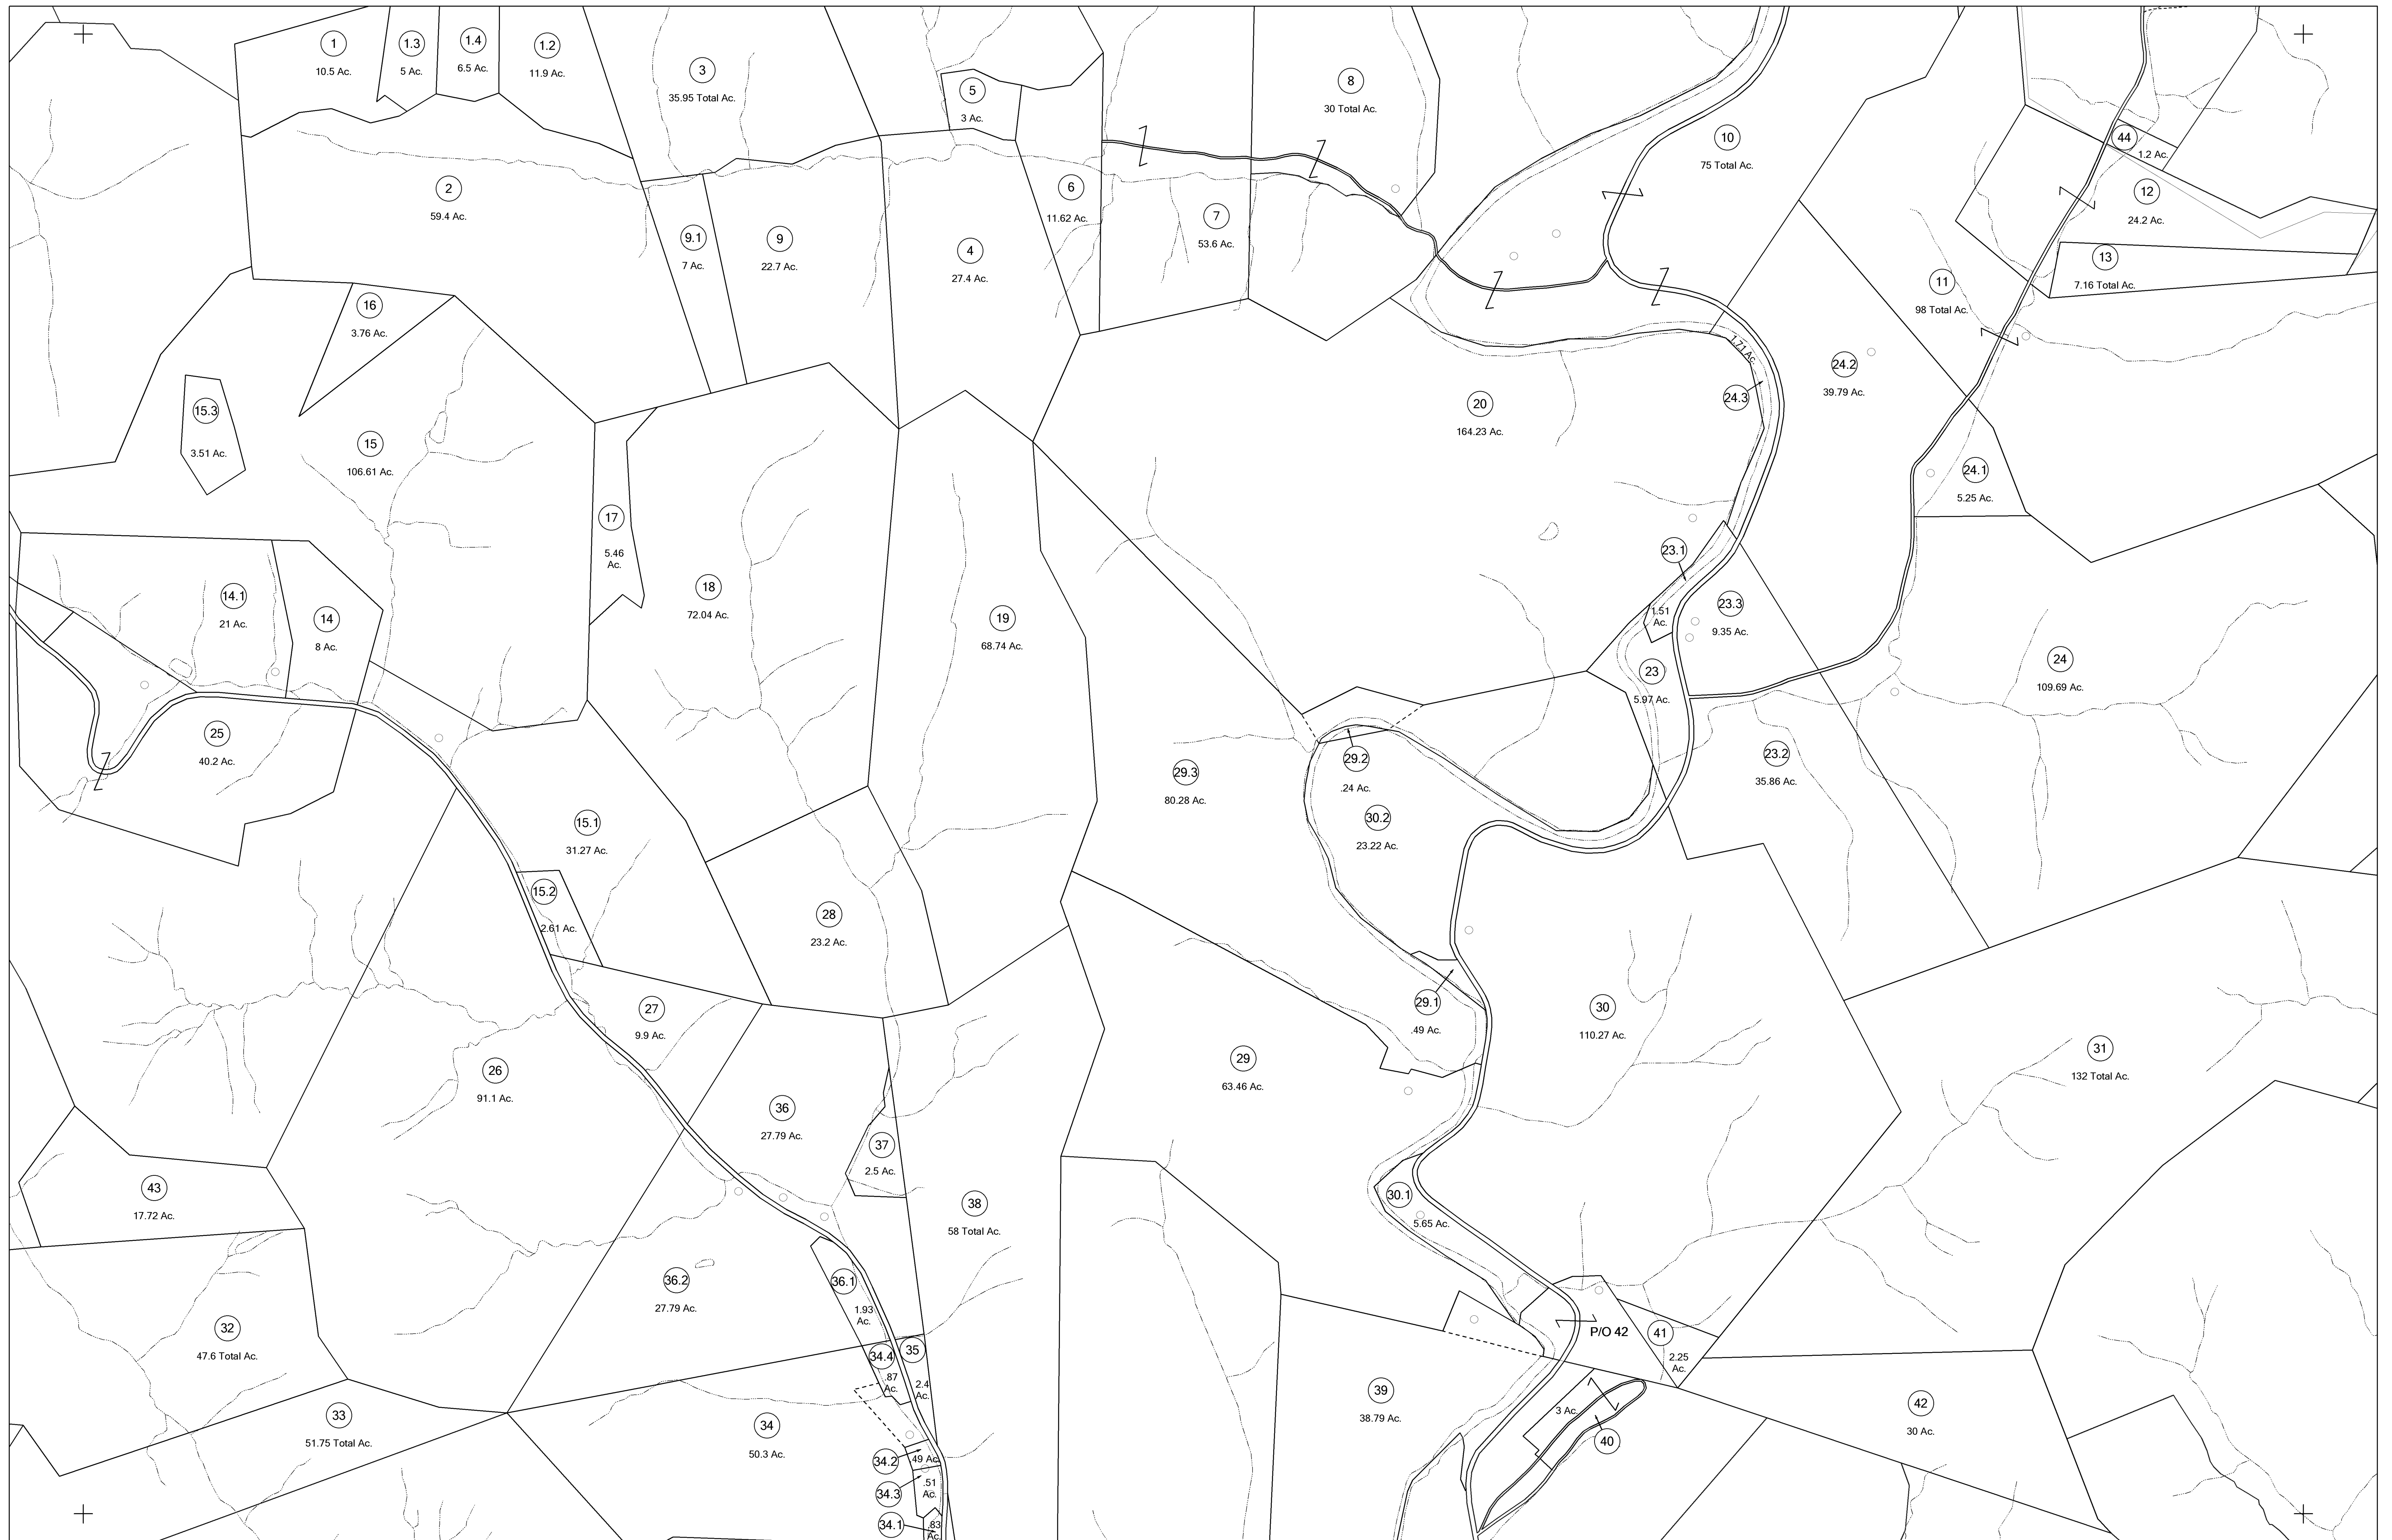 1
10.5 Ac.
1.3
5 Ac.
1.4
6.5 Ac.
1.2
11.9 Ac.
3
35.95 Total Ac.
5
3 Ac.
8
30 Total Ac.
10
75 Total Ac.
44
1.2 Ac.
12
24.2 Ac.
2
59.4 Ac.
9.1
7 Ac.
9
22.7 Ac.
4
27.4 Ac.
6
11.62 Ac.
7
53.6 Ac.
13
7.16 Total Ac.
11
98 Total Ac.
16
3.76 Ac.
15.3
3.51 Ac.
15
106.61 Ac.
20
164.23 Ac.
1.71 Ac.
24.3
24.2
39.79 Ac.
24.1
5.25 Ac.
17
5.46
Ac.
18
72.04 Ac.
19
68.74 Ac.
23.1
1.51
Ac.
23.3
9.35 Ac.
23
5.97 Ac.
24
109.69 Ac.
14.1
21 Ac.
14
8 Ac.
25
40.2 Ac.
29.3
80.28 Ac.
29.2
.24 Ac.
30.2
23.22 Ac.
23.2
35.86 Ac.
15.1
31.27 Ac.
15.2
2.61 Ac.
28
23.2 Ac.
27
9.9 Ac.
29.1
.49 Ac.
30
110.27 Ac.
31
132 Total Ac.
26
91.1 Ac.
29
63.46 Ac.
36
27.79 Ac.
37
2.5 Ac.
43
17.72 Ac.
38
58 Total Ac.
30.1
5.65 Ac.
36.2
27.79 Ac.
36.1
1.93
Ac.
32
47.6 Total Ac.
34.4
.87
Ac.
35
2.4
Ac.
P/O 42
41
2.25
Ac.
39
38.79 Ac.
3 Ac.
40
42
30 Ac.
33
51.75 Total Ac.
34
50.3 Ac.
34.2
.49 Ac.
34.3
.51
Ac.
34.1
.83
Ac.